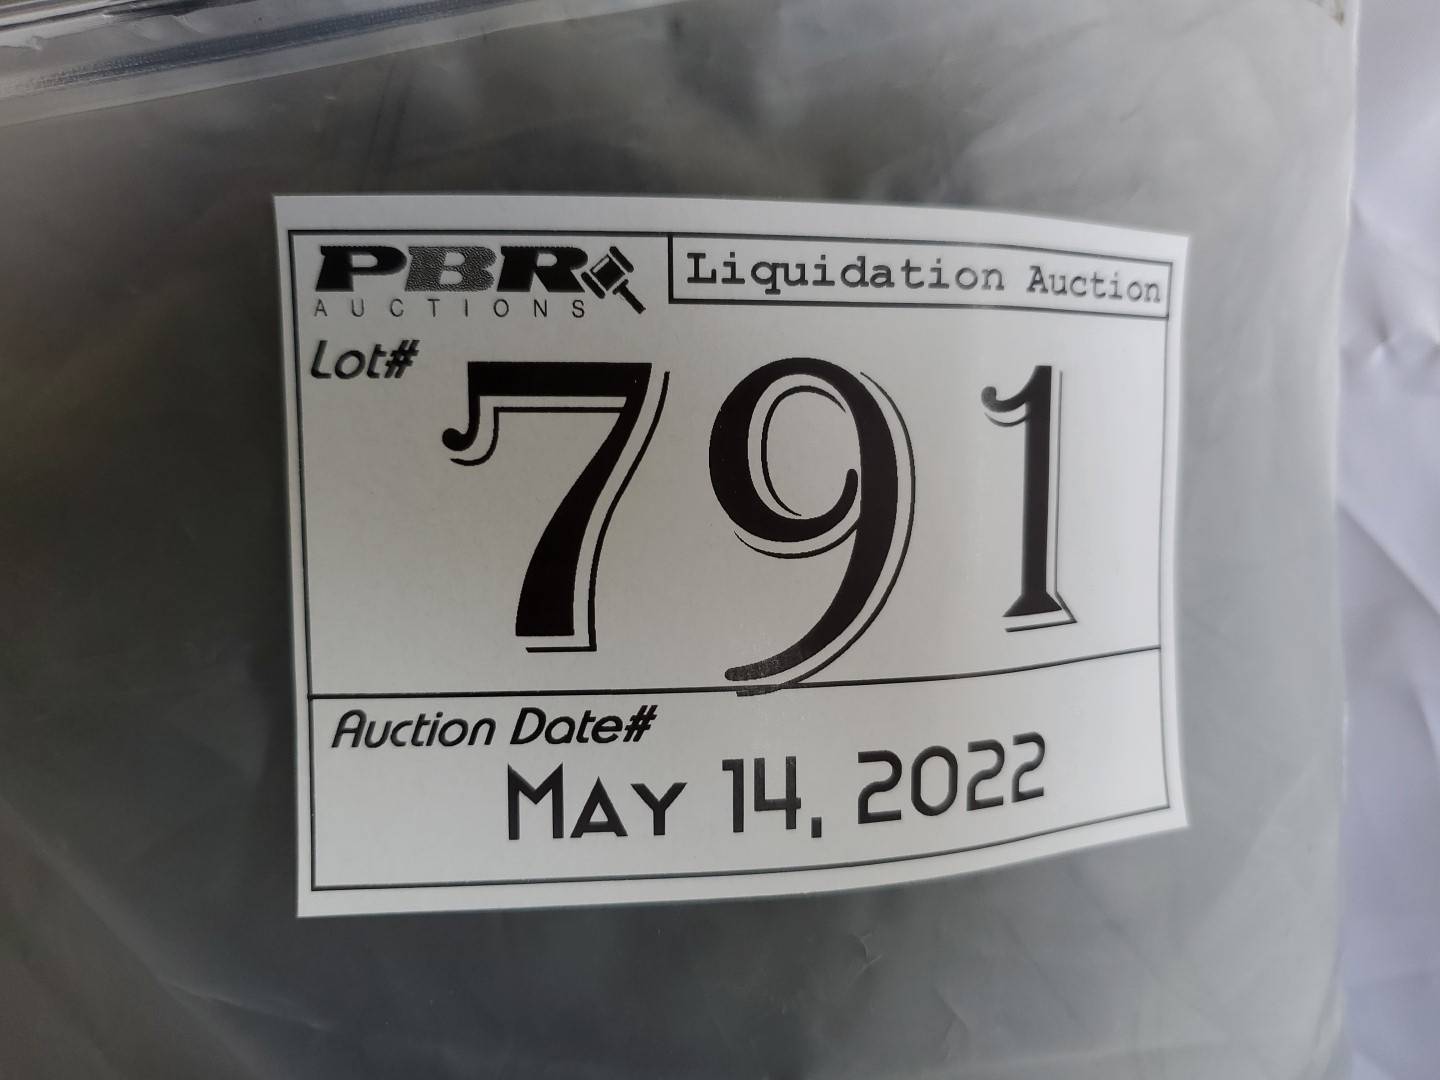 PBR
AUCTIONS
Liquidation Auction
Lot#
791
Auction Date#
May 14, 2022